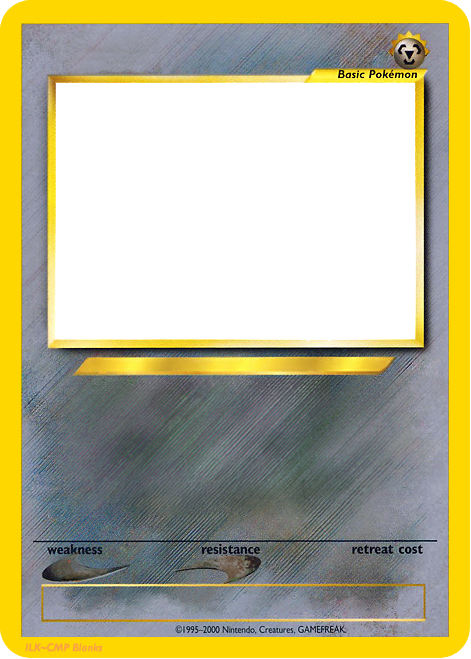 Basic Pokémon
weakness resistance retreat cost
©1995-2000 Nintendo, Creatures, GAMEFREAK.
ILK~CMP Blanks